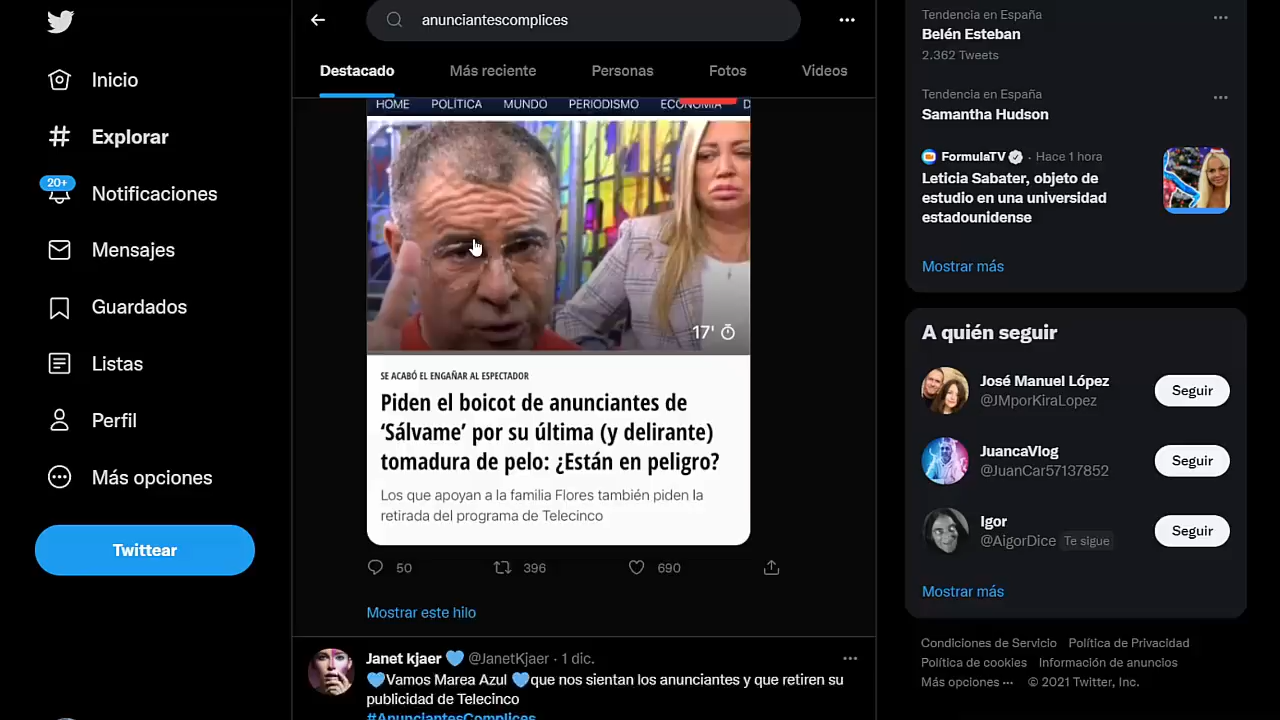 anunciantescomplices
Destacado
Más reciente
Personas
Fotos
Videos
Inicio
Explorar
20+
Notificaciones
Mensajes
Guardados
Listas
Perfil
Más opciones
Twittear
HOME POLÍTICA MUNDO PERIODISMO ECONOMÍA D
17'
SE ACABÓ EL ENGAÑAR AL ESPECTADOR
Piden el boicot de anunciantes de
‘Sálvame’ por su última (y delirante)
tomadura de pelo: ¿Están en peligro?
Los que apoyan a la familia Flores también piden la
retirada del programa de Telecinco
50
396
690
Mostrar este hilo
Janet kjaer 💙 @JanetKjaer · 1 dic.
💙Vamos Marea Azul 💙que nos sientan los anunciantes y que retiren su
publicidad de Telecinco
#AnunciantesComplices
Tendencia en España
Belén Esteban
2.362 Tweets
Tendencia en España
Samantha Hudson
FormulaTV · Hace 1 hora
Leticia Sabater, objeto de
estudio en una universidad
estadounidense
Mostrar más
A quién seguir
José Manuel López
@JMporKiraLopez
Seguir
JuancaVlog
@JuanCar57137852
Seguir
Igor
@AigorDice Te sigue
Seguir
Mostrar más
Condiciones de Servicio Política de Privacidad
Política de cookies Información de anuncios
Más opciones ··· © 2021 Twitter, Inc.